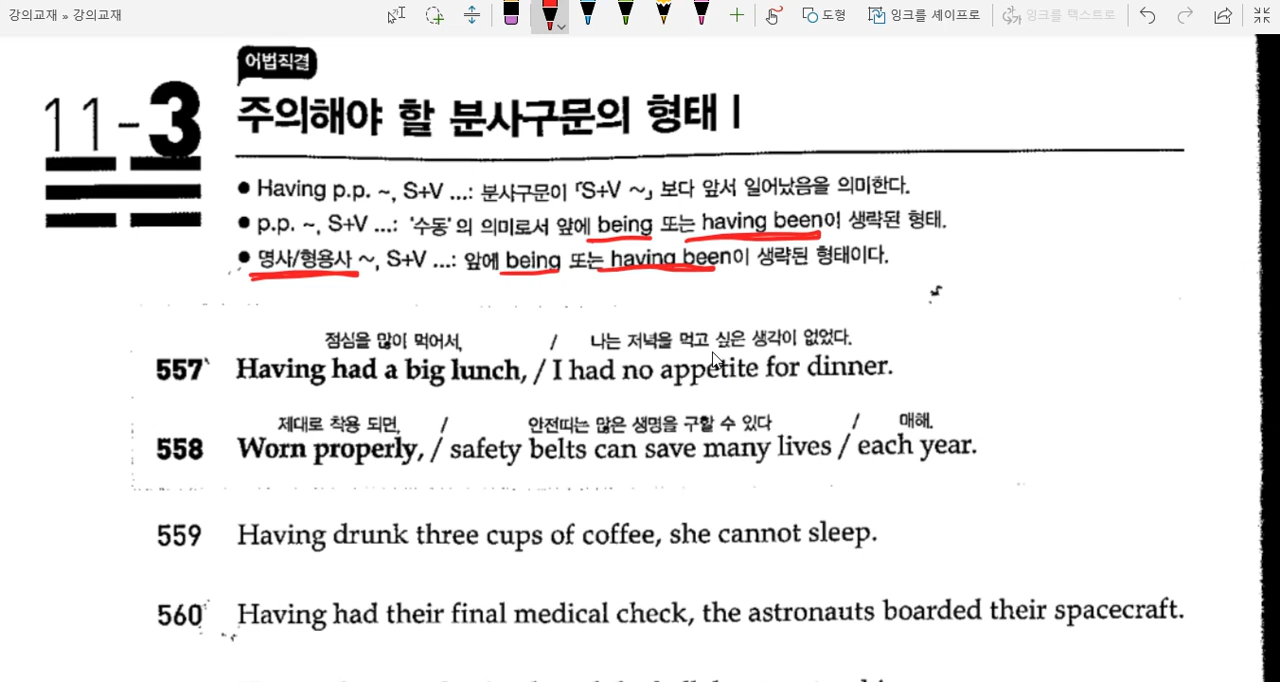 강의교재 » 강의교재
도형
잉크를 셰이프로
잉크를 텍스트로
어법직결
11-3
주의해야 할 분사구문의 형태 I
● Having p.p. ~, S+V ...: 분사구문이 「S+V ~」 보다 앞서 일어났음을 의미한다.
● p.p. ~, S+V ...: '수동'의 의미로서 앞에 being 또는 having been이 생략된 형태.
● 명사/형용사 ~, S+V ...: 앞에 being 또는 having been이 생략된 형태이다.
점심을 많이 먹어서, / 나는 저녁을 먹고 싶은 생각이 없었다.
557 Having had a big lunch, / I had no appetite for dinner.
제대로 착용 되면, / 안전띠는 많은 생명을 구할 수 있다 / 매해.
558 Worn properly, / safety belts can save many lives / each year.
559 Having drunk three cups of coffee, she cannot sleep.
560 Having had their final medical check, the astronauts boarded their spacecraft.